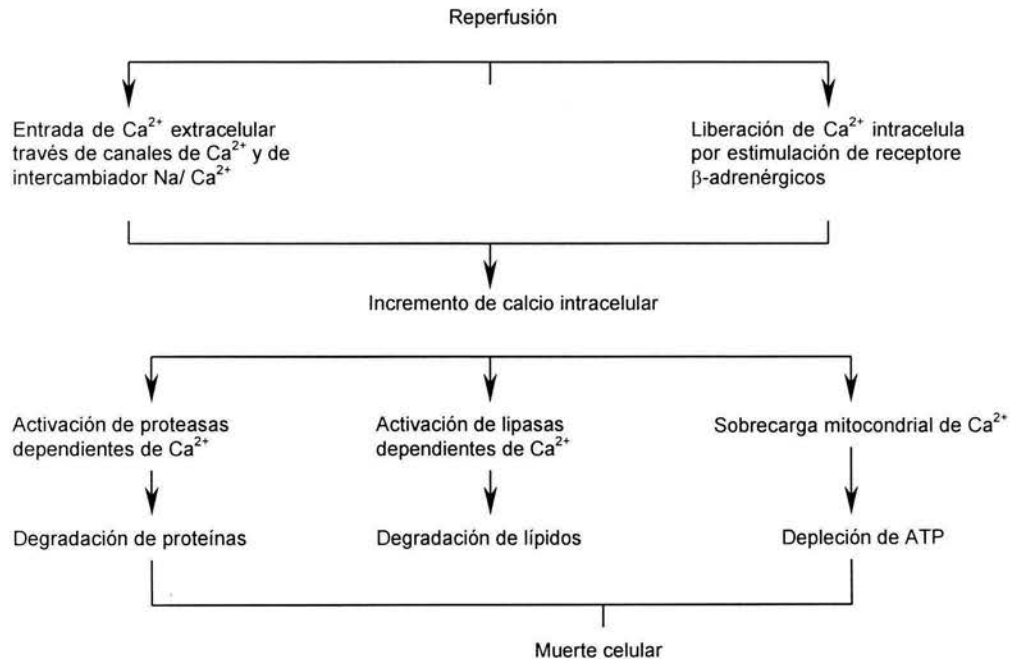 Reperfusión
Entrada de Ca²⁺ extracelular
través de canales de Ca²⁺ y de
intercambiador Na/ Ca²⁺
Liberación de Ca²⁺ intracelula
por estimulación de receptore
β-adrenérgicos
Incremento de calcio intracelular
Activación de proteasas
dependientes de Ca²⁺
Activación de lipasas
dependientes de Ca²⁺
Sobrecarga mitocondrial de Ca²⁺
Degradación de proteínas
Degradación de lípidos
Depleción de ATP
Muerte celular